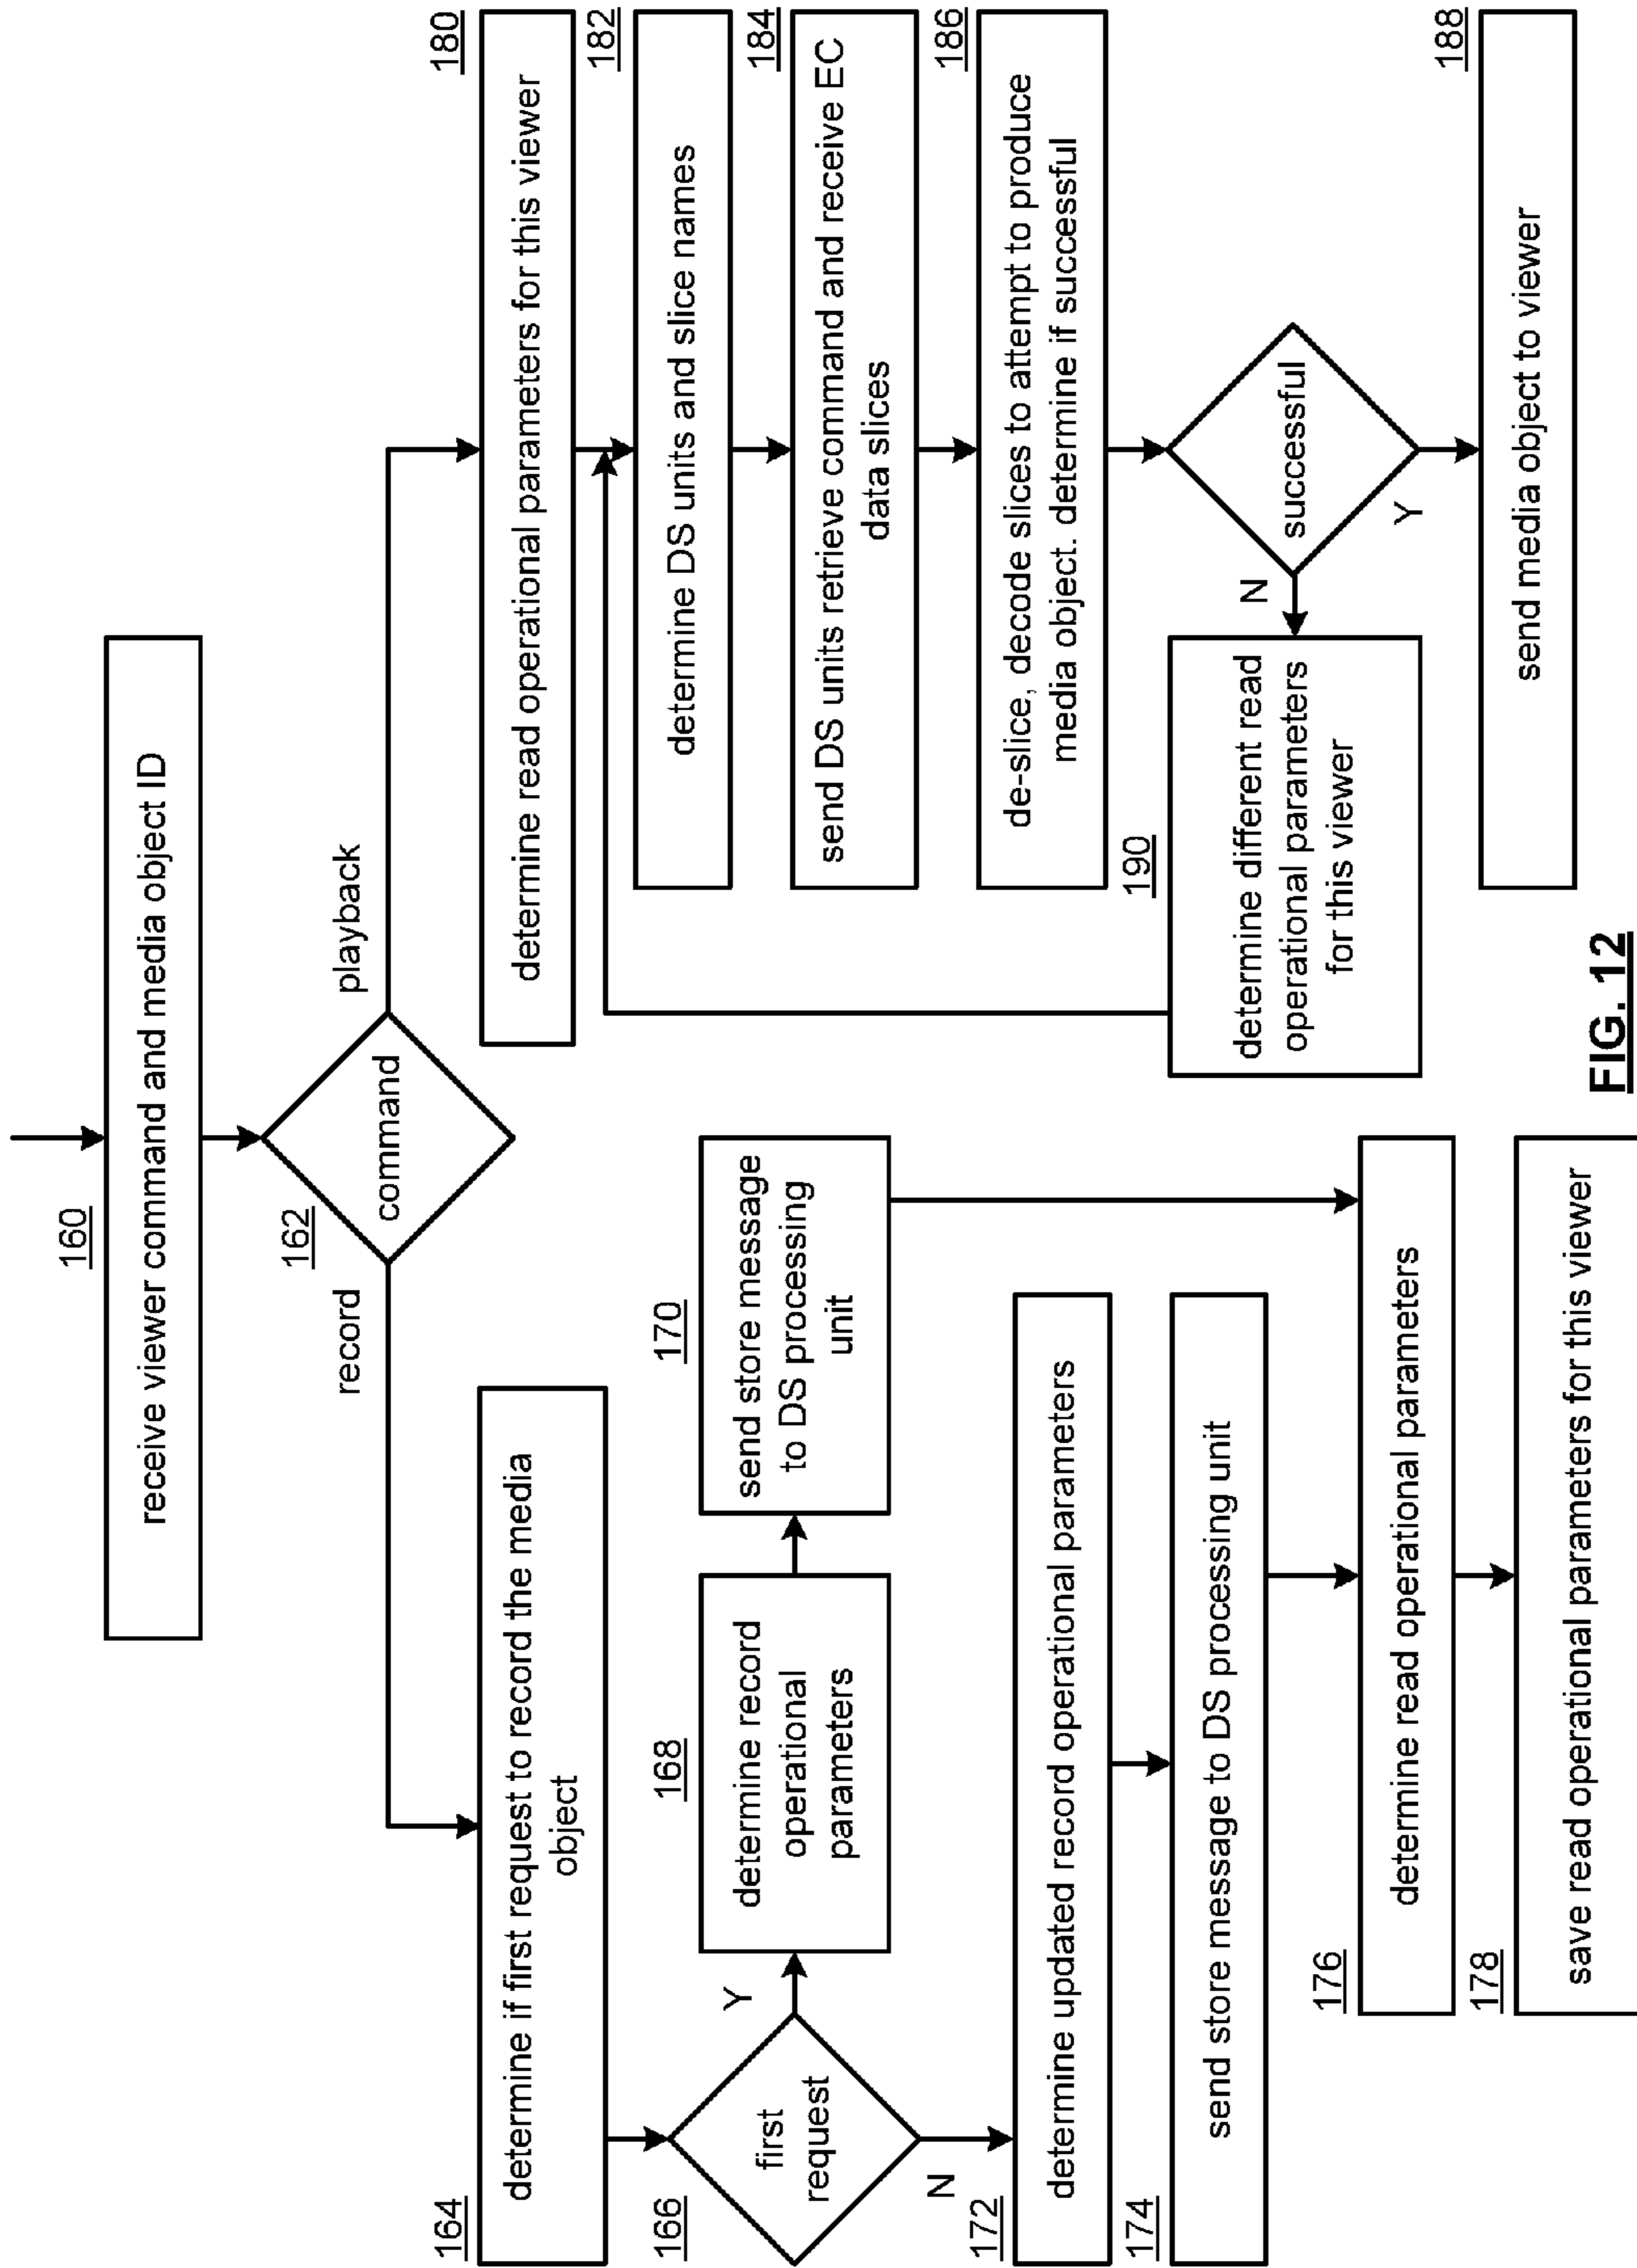 160
receive viewer command and media object ID
162
command
record
playback
164
determine if first request to record the media
object
166
first
request
Y
N
168
determine record
operational
parameters
170
send store message
to DS processing
unit
172
determine updated record operational parameters
174
send store message to DS processing unit
176
determine read operational parameters
178
save read operational parameters for this viewer
180
determine read operational parameters for this viewer
182
determine DS units and slice names
184
send DS units retrieve command and receive EC
data slices
186
de-slice, decode slices to attempt to produce
media object. determine if successful
successful
N
Y
190
determine different read
operational parameters
for this viewer
188
send media object to viewer
FIG. 12